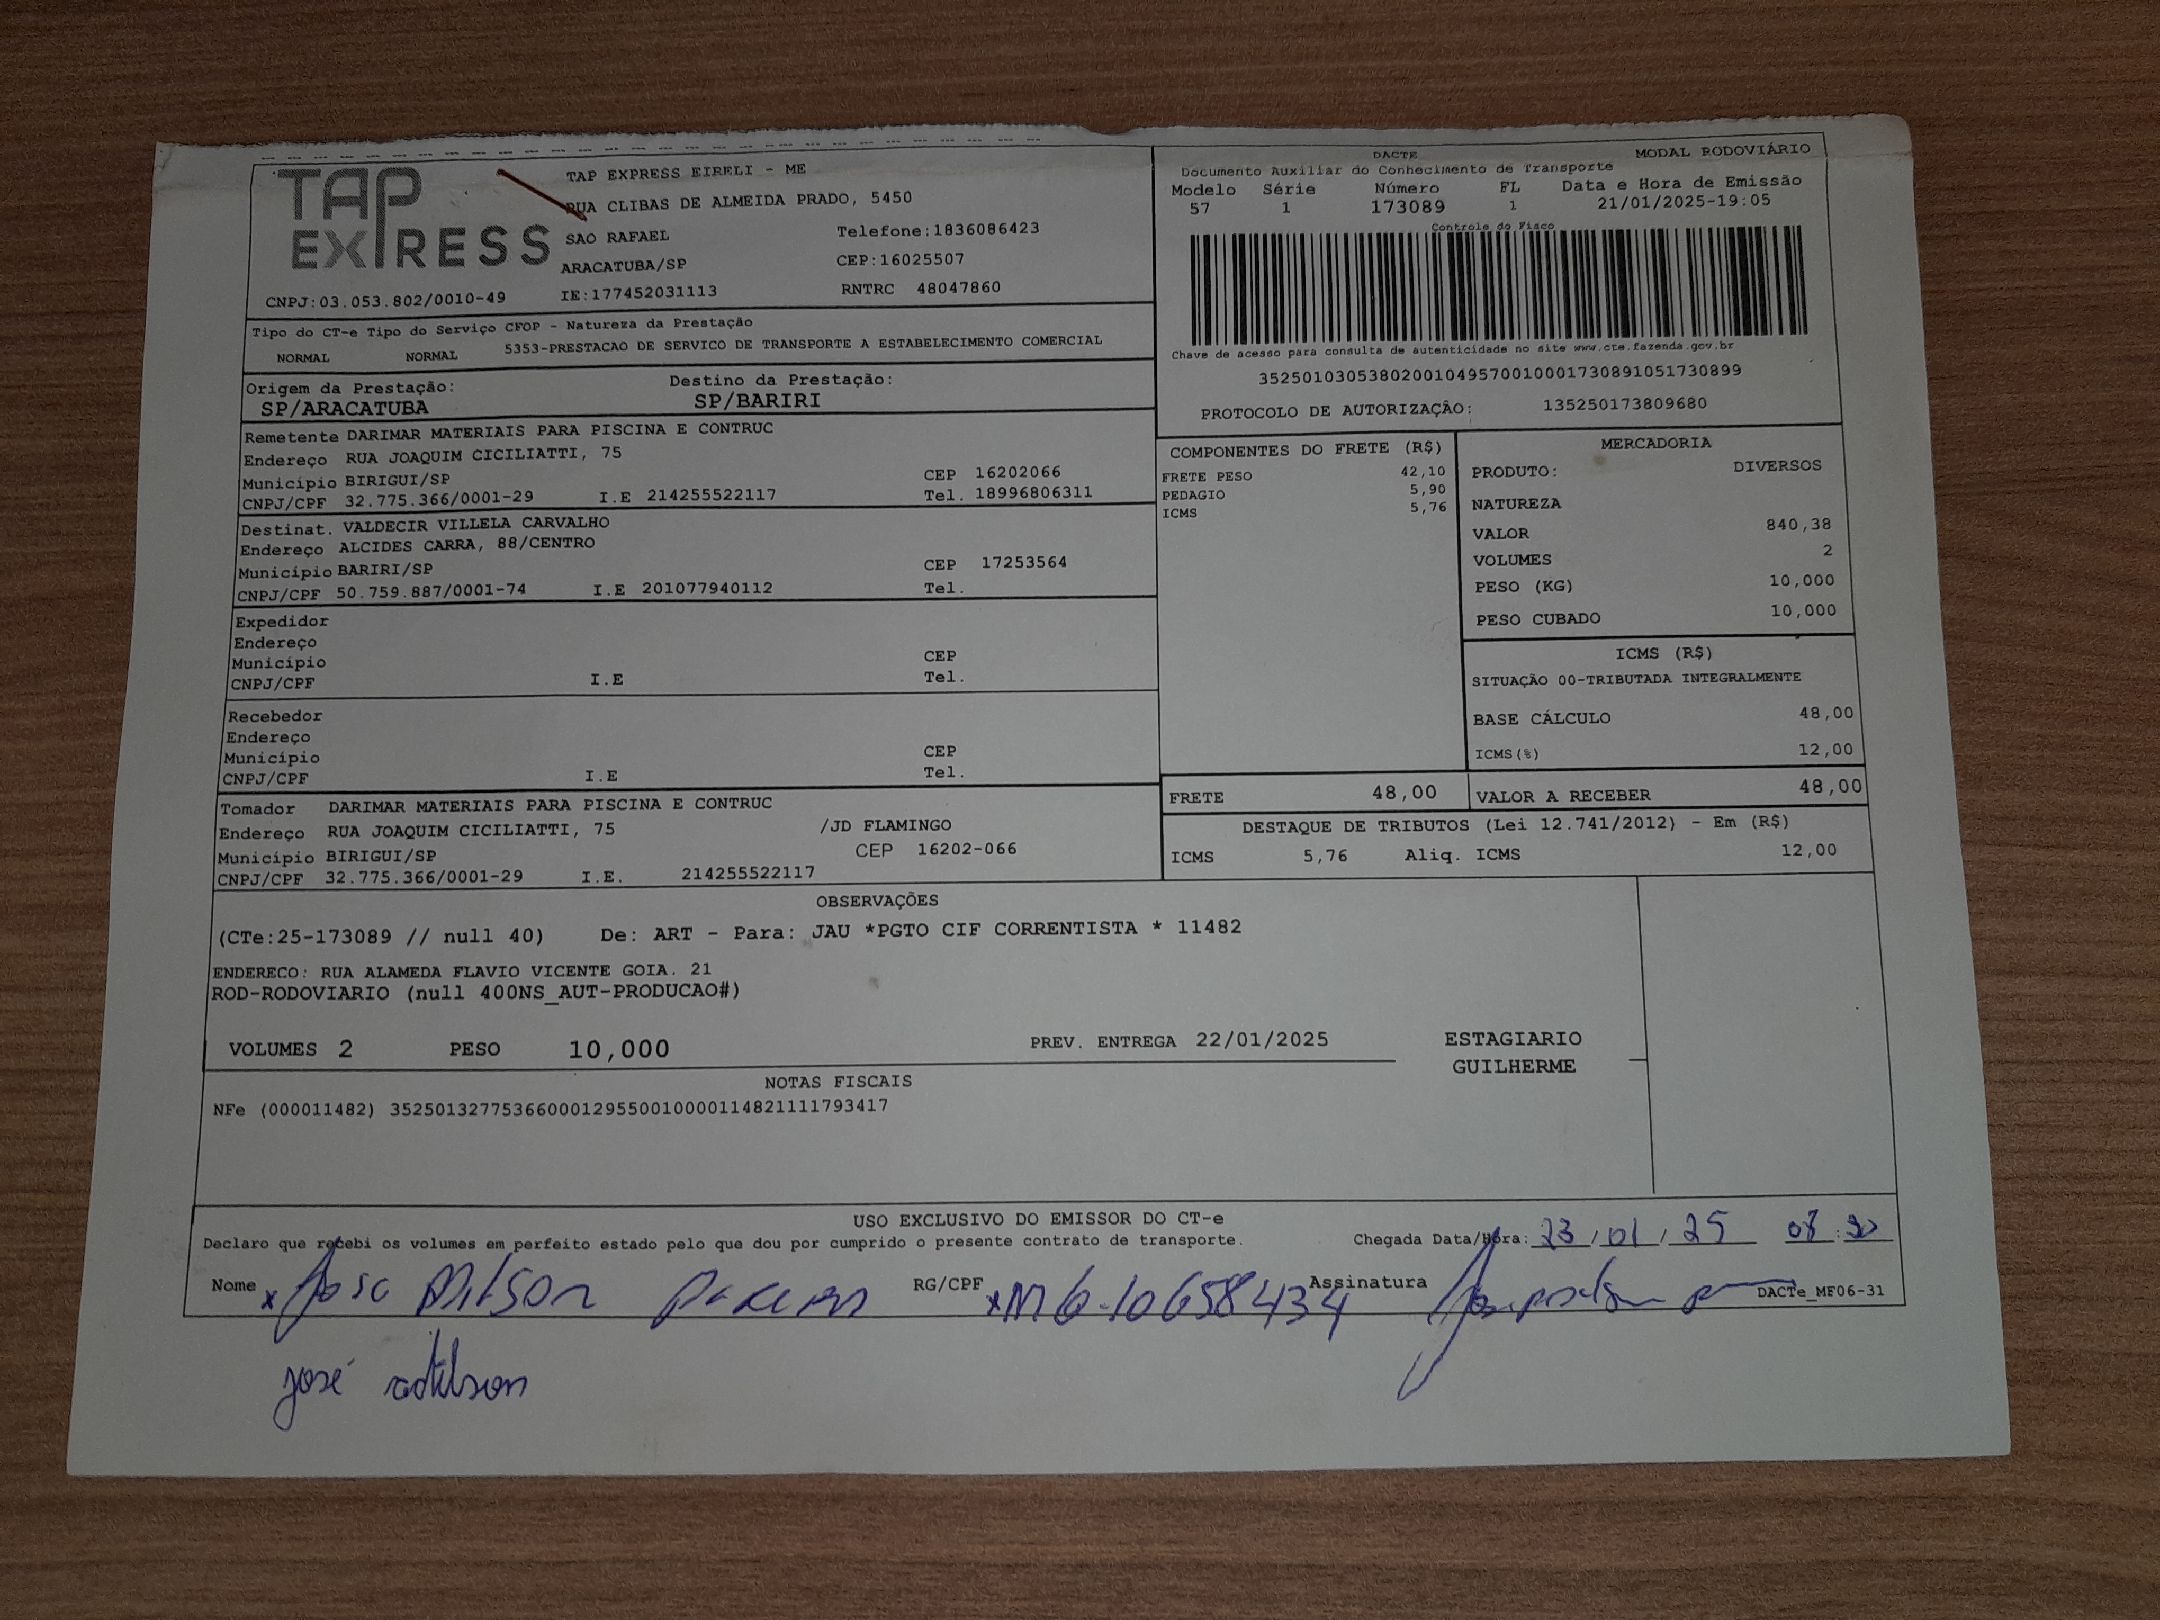 TAP EXPRESS
TAP EXPRESS EIRELI - ME
RUA CLIBAS DE ALMEIDA PRADO, 5450
SAO RAFAEL Telefone:1836086423
ARACATUBA/SP CEP:16025507
CNPJ:03.053.802/0010-49 IE:177452031113 RNTRC 48047860
DACTE MODAL RODOVIÁRIO
Documento Auxiliar do Conhecimento de Transporte
Modelo Série Número FL Data e Hora de Emissão
57 1 173089 1 21/01/2025-19:05
Controle do Fisco
Chave de acesso para consulta de autenticidade no site www.cte.fazenda.gov.br
35250103053802001049570010001730891051730899
PROTOCOLO DE AUTORIZAÇÂO: 135250173809680
Tipo do CT-e Tipo do Serviço CFOP - Natureza da Prestação
NORMAL NORMAL 5353-PRESTACAO DE SERVICO DE TRANSPORTE A ESTABELECIMENTO COMERCIAL
Origem da Prestação: Destino da Prestação:
SP/ARACATUBA SP/BARIRI
Remetente DARIMAR MATERIAIS PARA PISCINA E CONTRUC
Endereço RUA JOAQUIM CICILIATTI, 75
Município BIRIGUI/SP CEP 16202066
CNPJ/CPF 32.775.366/0001-29 I.E 214255522117 Tel. 18996806311
Destinat. VALDECIR VILLELA CARVALHO
Endereço ALCIDES CARRA, 88/CENTRO
Município BARIRI/SP CEP 17253564
CNPJ/CPF 50.759.887/0001-74 I.E 201077940112 Tel.
Expedidor
Endereço
Município CEP
CNPJ/CPF I.E Tel.
Recebedor
Endereço
Município CEP
CNPJ/CPF I.E Tel.
Tomador DARIMAR MATERIAIS PARA PISCINA E CONTRUC
Endereço RUA JOAQUIM CICILIATTI, 75 /JD FLAMINGO
Município BIRIGUI/SP CEP 16202-066
CNPJ/CPF 32.775.366/0001-29 I.E. 214255522117
COMPONENTES DO FRETE (R$)
FRETE PESO 42,10
PEDAGIO 5,90
ICMS 5,76
MERCADORIA
PRODUTO: DIVERSOS
NATUREZA
VALOR 840,38
VOLUMES 2
PESO (KG) 10,000
PESO CUBADO 10,000
ICMS (R$)
SITUAÇÃO 00-TRIBUTADA INTEGRALMENTE
BASE CÁLCULO 48,00
ICMS(%) 12,00
FRETE 48,00 VALOR A RECEBER 48,00
DESTAQUE DE TRIBUTOS (Lei 12.741/2012) - Em (R$)
ICMS 5,76 Aliq. ICMS 12,00
OBSERVAÇÕES
(CTe:25-173089 // null 40) De: ART - Para: JAU *PGTO CIF CORRENTISTA * 11482
ENDERECO: RUA ALAMEDA FLAVIO VICENTE GOIA. 21
ROD-RODOVIARIO (null 400NS_AUT-PRODUCAO#)
VOLUMES 2 PESO 10,000 PREV. ENTREGA 22/01/2025 ESTAGIARIO
GUILHERME
NOTAS FISCAIS
NFe (000011482) 35250132775366000129550010000114821111793417
USO EXCLUSIVO DO EMISSOR DO CT-e
Declaro que recebi os volumes em perfeito estado pelo que dou por cumprido o presente contrato de transporte. Chegada Data/Hora: 23/01/25 08:30
Nome x José Adilson RG/CPF x MG-10658434 Assinatura DACTe_MF06-31
José Adilson